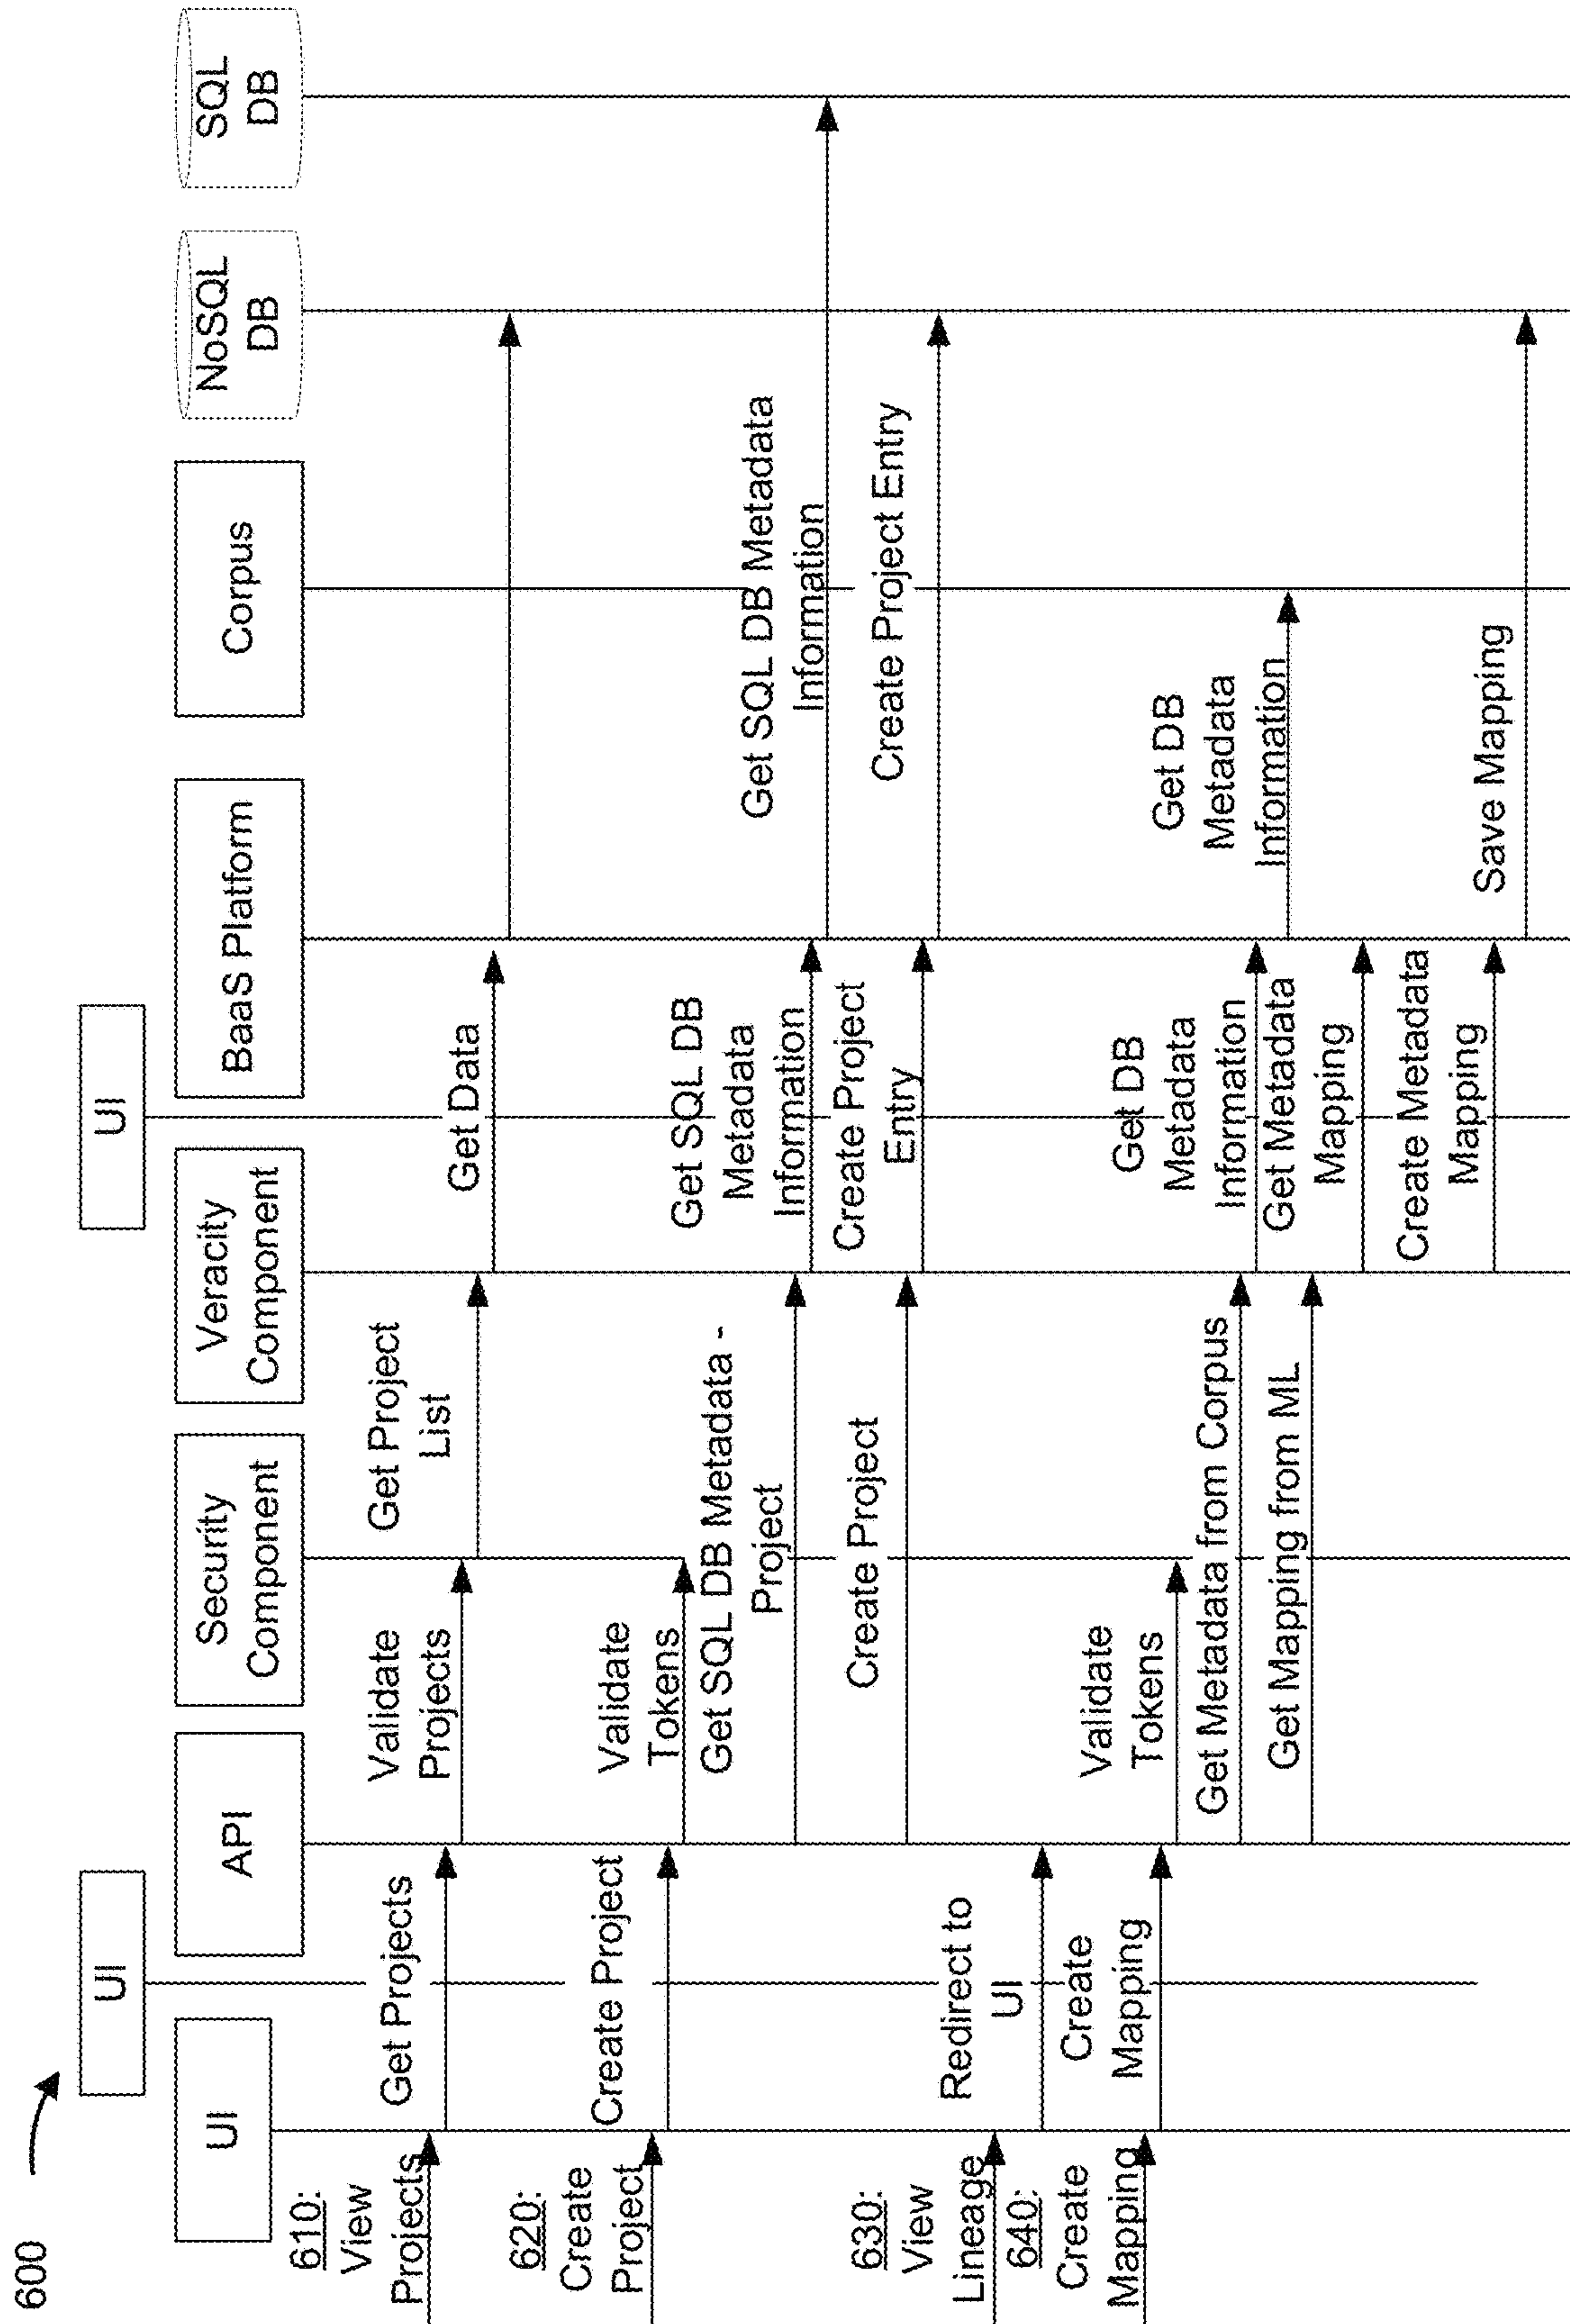 600
UI
UI
UI
API
Security
Component
Veracity
Component
BaaS Platform
Corpus
NoSQL
DB
SQL
DB
610:
View
Projects
Get Projects
Validate
Projects
Get Project
List
Get Data
620:
Create
Project
Create Project
Validate
Tokens
Get SQL DB Metadata -
Project
Get SQL DB
Metadata
Information
Get SQL DB Metadata
Information
Create Project
Create Project
Entry
Create Project Entry
630:
View
Lineage
Redirect to
UI
640:
Create
Mapping
Create
Mapping
Validate
Tokens
Get Metadata from Corpus
Get DB
Metadata
Information
Get DB
Metadata
Information
Get Mapping from ML
Get Metadata
Mapping
Create Metadata
Mapping
Save Mapping